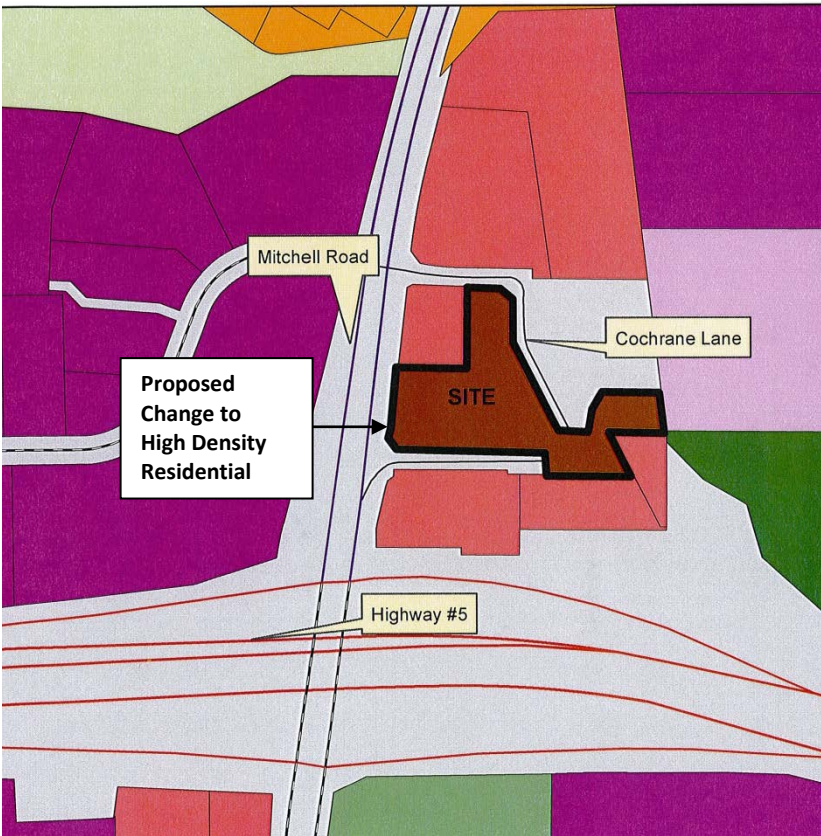 Mitchell Road
Cochrane Lane
Proposed
Change to
High Density
Residential
SITE
Highway #5